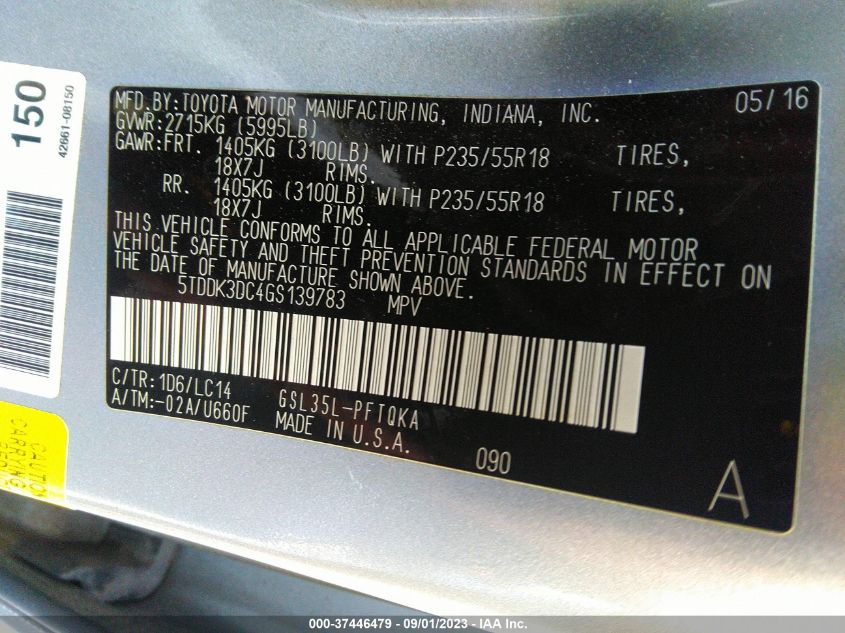 150
42661-08150
MFD.BY:TOYOTA MOTOR MANUFACTURING, INDIANA, INC. 05/16
GVWR:2715KG (5995LB)
GAWR:FRT. 1405KG (3100LB) WITH P235/55R18 TIRES,
18X7J RIMS.
RR. 1405KG (3100LB) WITH P235/55R18 TIRES,
18X7J RIMS.
THIS VEHICLE CONFORMS TO ALL APPLICABLE FEDERAL MOTOR
VEHICLE SAFETY AND THEFT PREVENTION STANDARDS IN EFFECT ON
THE DATE OF MANUFACTURE SHOWN ABOVE.
5TDDK3DC4GS139783 MPV
C/TR:1D6/LC14 GSL35L-PFTQKA
A/TM:-02A/U660F MADE IN U.S.A.
090
A
CAUTION
CARRYING
000-37446479 - 09/01/2023 - IAA Inc.